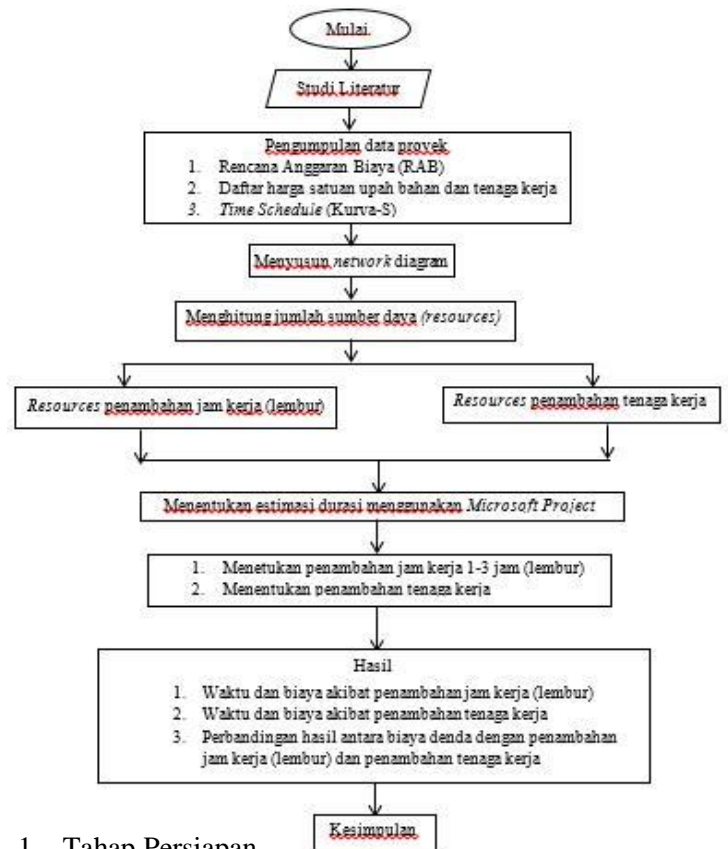 Mulai
Studi Literatur
Pengumpulan data proyek
1. Rencana Anggaran Biaya (RAB)
2. Daftar harga satuan upah bahan dan tenaga kerja
3. Time Schedule (Kurva-S)
Menyusun network diagram
Menghitung jumlah sumber daya (resources)
Resources penambahan jam kerja (lembur)
Resources penambahan tenaga kerja
Menentukan estimasi durasi menggunakan Microsoft Project
1. Menetukan penambahan jam kerja 1-3 jam (lembur)
2. Menentukan penambahan tenaga kerja
Hasil
1. Waktu dan biaya akibat penambahan jam kerja (lembur)
2. Waktu dan biaya akibat penambahan tenaga kerja
3. Perbandingan hasil antara biaya denda dengan penambahan
jam kerja (lembur) dan penambahan tenaga kerja
Kesimpulan
1. Tahap Persiapan